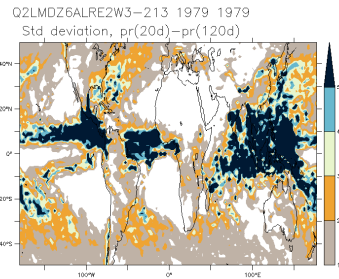 Q2LMDZ6ALRE2W3-213 1979 1979
Std deviation, pr(20d)-pr(120d)
40°N
20°N
0°
20°S
40°S
100°W
0°
100°E
5
4
3
2
1